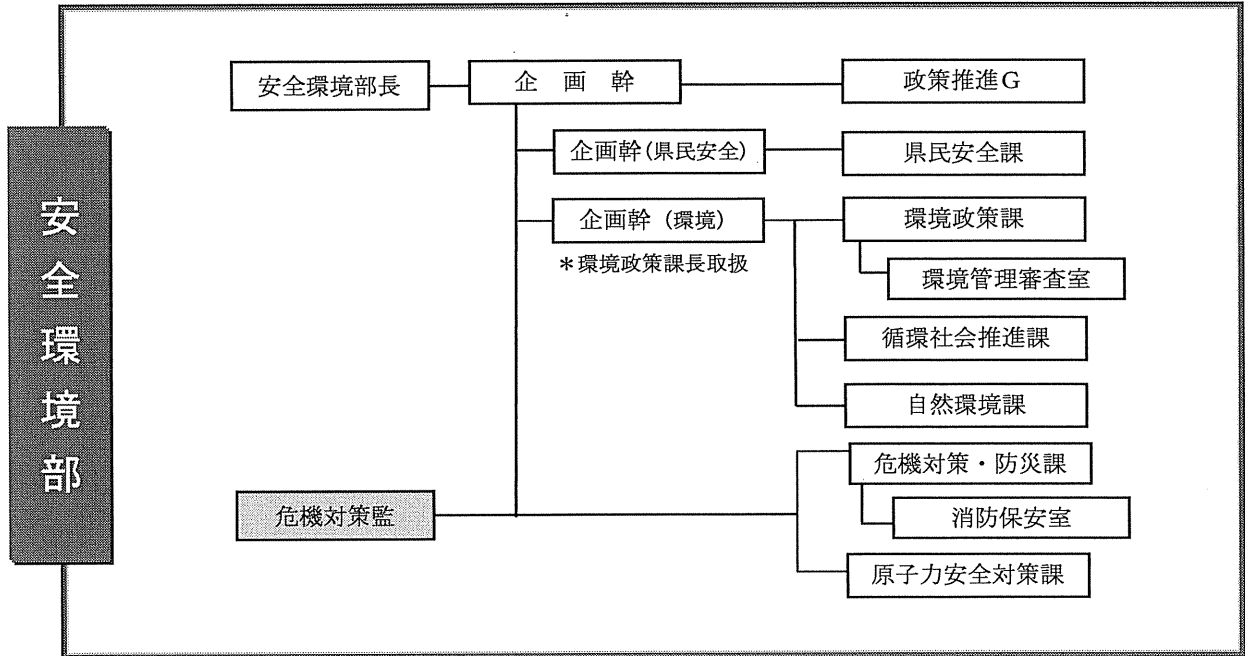 安全環境部
安全環境部長
企画幹
政策推進G
企画幹(県民安全)
県民安全課
企画幹(環境)
*環境政策課長取扱
環境政策課
環境管理審査室
循環社会推進課
自然環境課
危機対策監
危機対策・防災課
消防保安室
原子力安全対策課